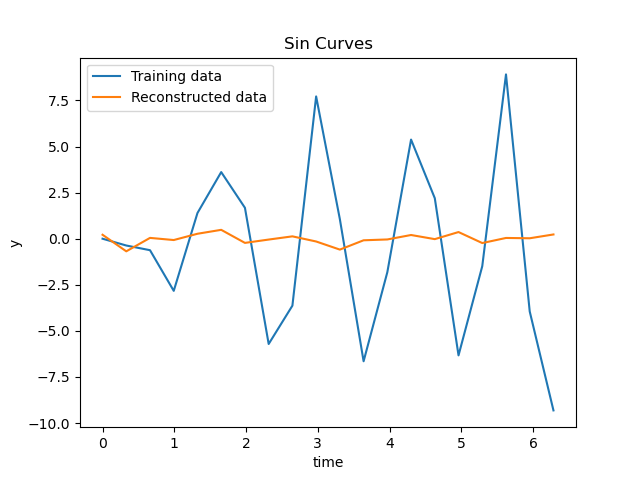 Sin Curves
Training data
Reconstructed data
7.5
5.0
2.5
0.0
−2.5
−5.0
−7.5
−10.0
y
0 1 2 3 4 5 6
time